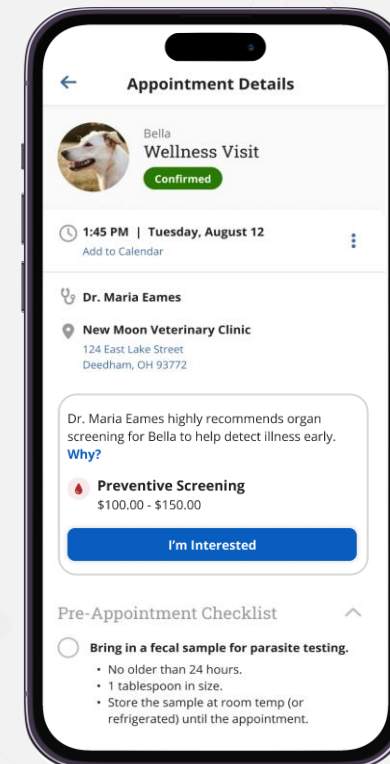 Appointment Details
Bella
Wellness Visit
Confirmed
1:45 PM | Tuesday, August 12
Add to Calendar
Dr. Maria Eames
New Moon Veterinary Clinic
124 East Lake Street
Deedham, OH 93772
Dr. Maria Eames highly recommends organ
screening for Bella to help detect illness early.
Why?
Preventive Screening
$100.00 - $150.00
I'm Interested
Pre-Appointment Checklist
Bring in a fecal sample for parasite testing.
• No older than 24 hours.
• 1 tablespoon in size.
• Store the sample at room temp (or
refrigerated) until the appointment.